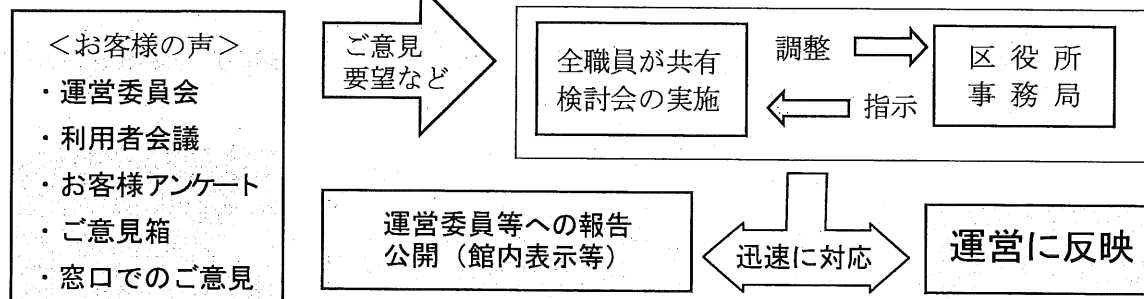 ＜お客様の声＞
・運営委員会
・利用者会議
・お客様アンケート
・ご意見箱
・窓口でのご意見
ご意見
要望など
全職員が共有
検討会の実施
調整
指示
区役所
事務局
運営委員等への報告
公開（館内表示等）
迅速に対応
運営に反映